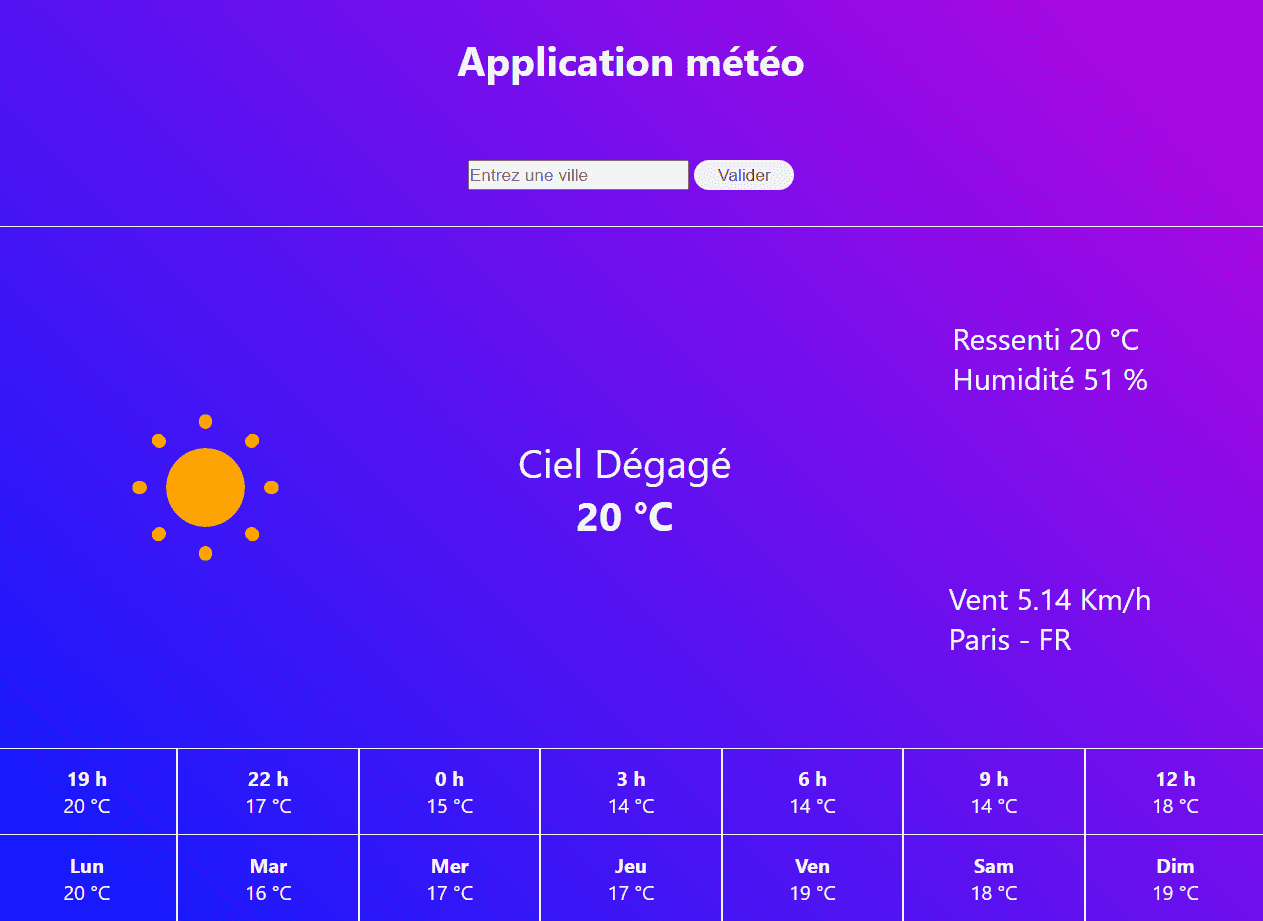 Application météo
Entrez une ville Valider
Ressenti 20 °C
Humidité 51 %
Ciel Dégagé
20 °C
Vent 5.14 Km/h
Paris - FR
19 h 22 h 0 h 3 h 6 h 9 h 12 h
20 °C 17 °C 15 °C 14 °C 14 °C 14 °C 18 °C
Lun Mar Mer Jeu Ven Sam Dim
20 °C 16 °C 17 °C 17 °C 19 °C 18 °C 19 °C